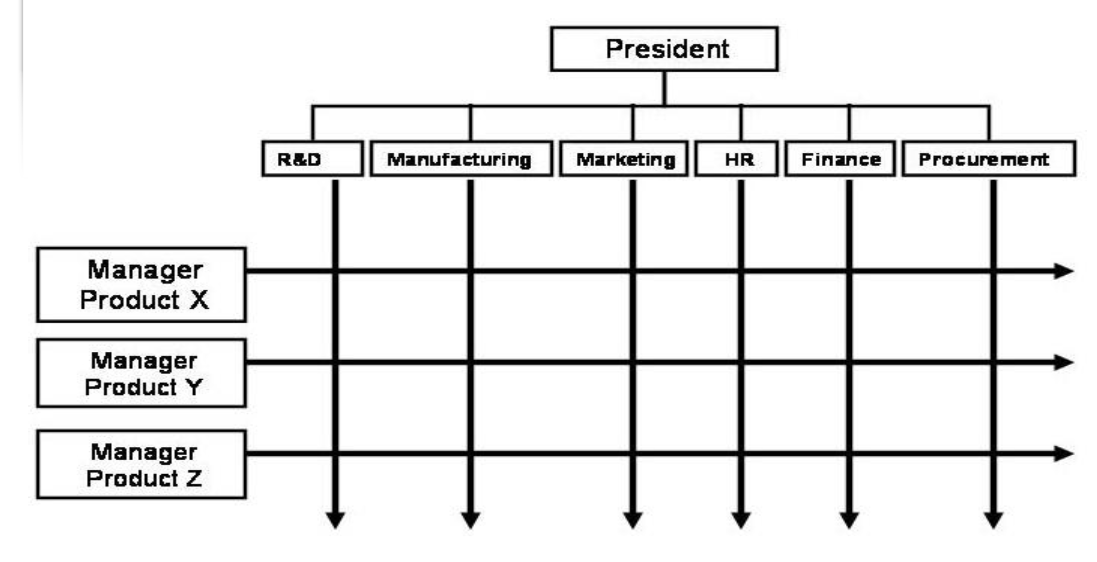 President
R&D
Manufacturing
Marketing
HR
Finance
Procurement
Manager
Product X
Manager
Product Y
Manager
Product Z